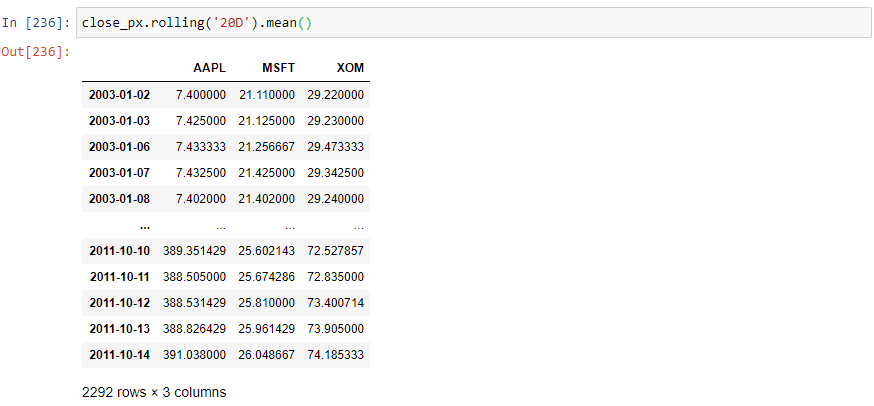 In [236]: close_px.rolling('20D').mean()
Out[236]:
AAPL MSFT XOM
2003-01-02 7.400000 21.110000 29.220000
2003-01-03 7.425000 21.125000 29.230000
2003-01-06 7.433333 21.256667 29.473333
2003-01-07 7.432500 21.425000 29.342500
2003-01-08 7.402000 21.402000 29.240000
... ... ... ...
2011-10-10 389.351429 25.602143 72.527857
2011-10-11 388.505000 25.674286 72.835000
2011-10-12 388.531429 25.810000 73.400714
2011-10-13 388.826429 25.961429 73.905000
2011-10-14 391.038000 26.048667 74.185333
2292 rows × 3 columns